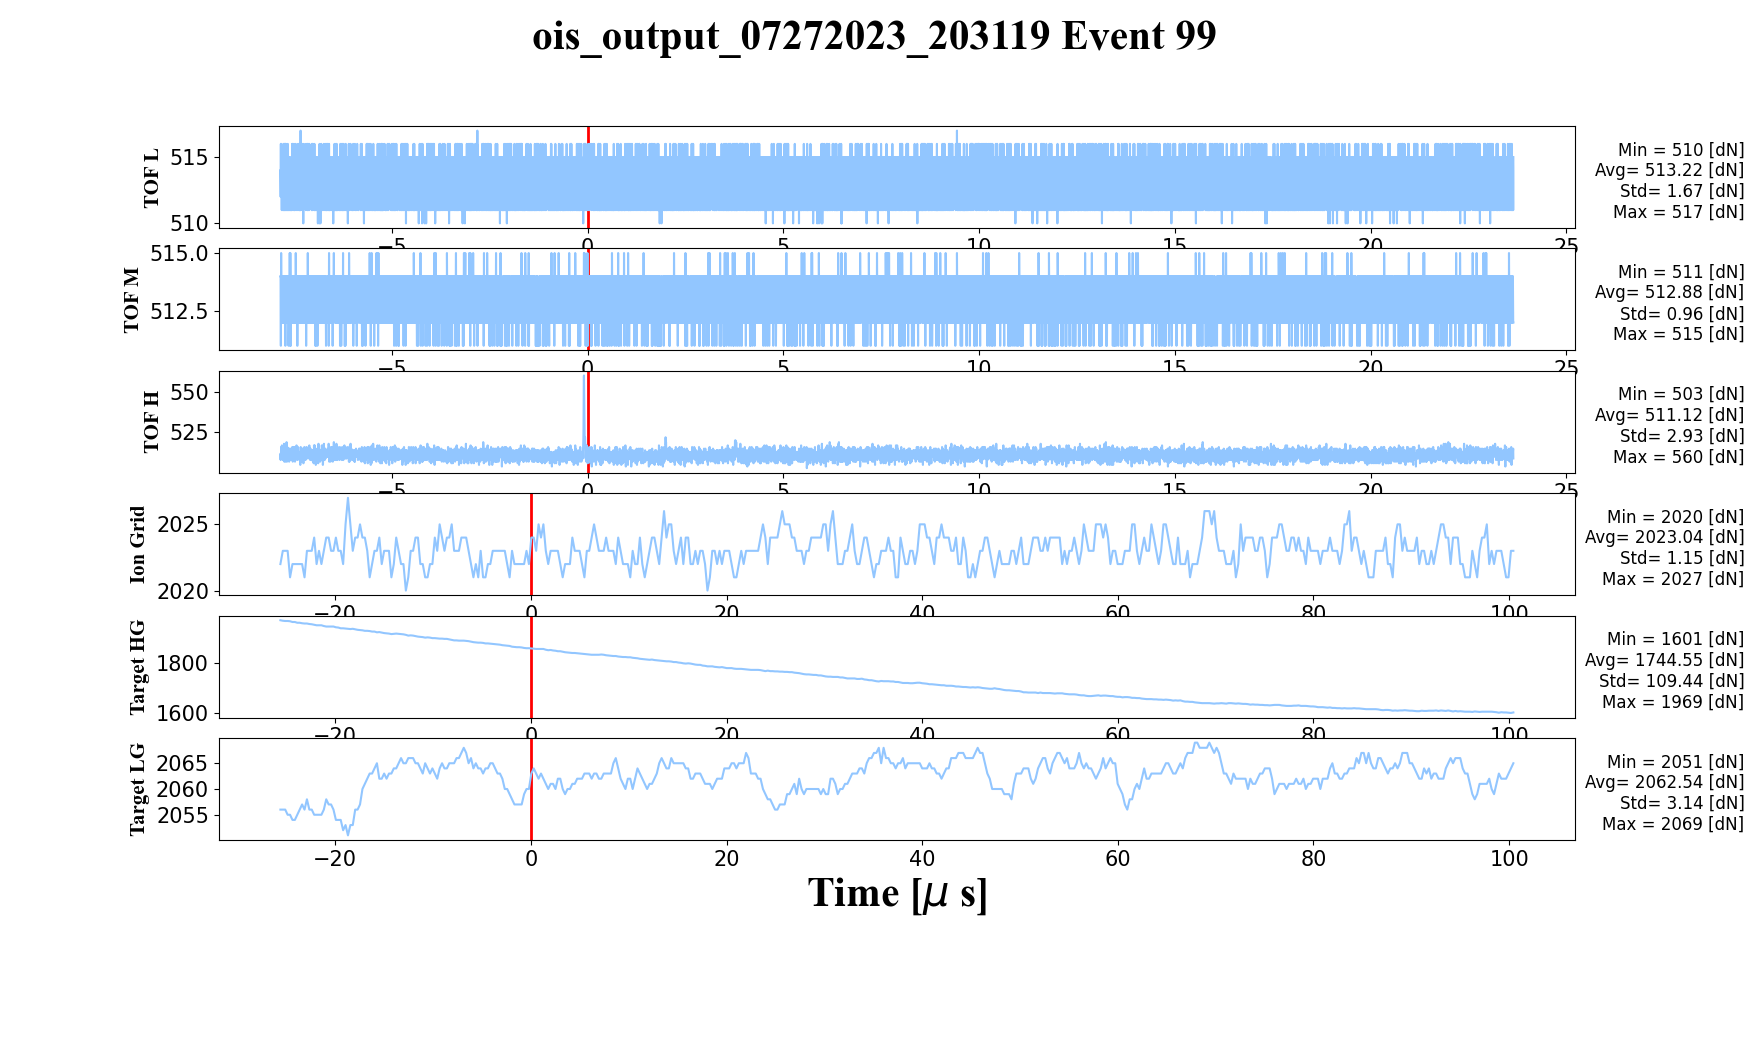 ois_output_07272023_203119 Event 99
TOF L
515
510
Min = 510 [dN]
Avg= 513.22 [dN]
Std= 1.67 [dN]
Max = 517 [dN]
−5 0 5 10 15 20 25
TOF M
515.0
512.5
Min = 511 [dN]
Avg= 512.88 [dN]
Std= 0.96 [dN]
Max = 515 [dN]
−5 0 5 10 15 20 25
TOF H
550
525
Min = 503 [dN]
Avg= 511.12 [dN]
Std= 2.93 [dN]
Max = 560 [dN]
−5 0 5 10 15 20 25
Ion Grid
2025
2020
Min = 2020 [dN]
Avg= 2023.04 [dN]
Std= 1.15 [dN]
Max = 2027 [dN]
−20 0 20 40 60 80 100
Target HG
1800
1600
Min = 1601 [dN]
Avg= 1744.55 [dN]
Std= 109.44 [dN]
Max = 1969 [dN]
−20 0 20 40 60 80 100
Target LG
2065
2060
2055
Min = 2051 [dN]
Avg= 2062.54 [dN]
Std= 3.14 [dN]
Max = 2069 [dN]
−20 0 20 40 60 80 100
Time [μ s]